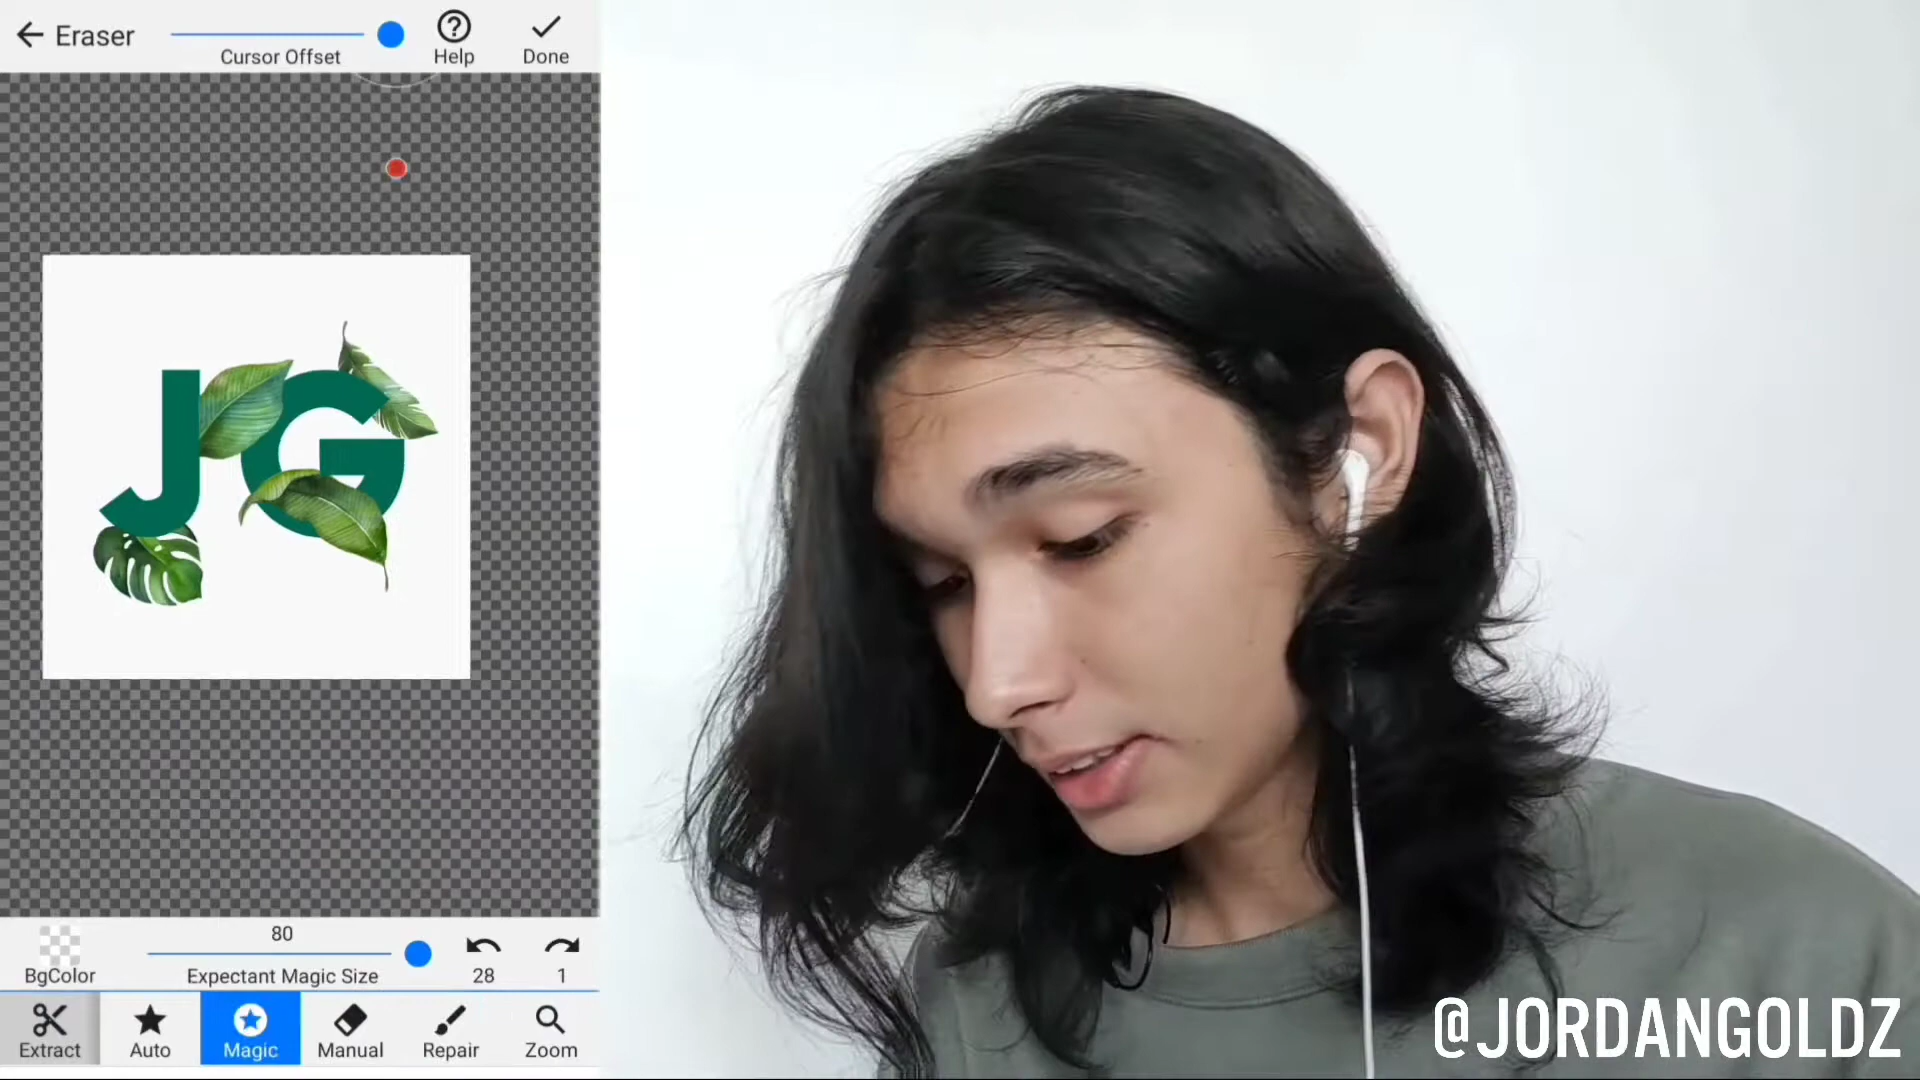 Eraser
Cursor Offset
Help
Done
JG
80
BgColor
Expectant Magic Size
28
1
Extract
Auto
Magic
Manual
Repair
Zoom
@JORDANGOLDZ